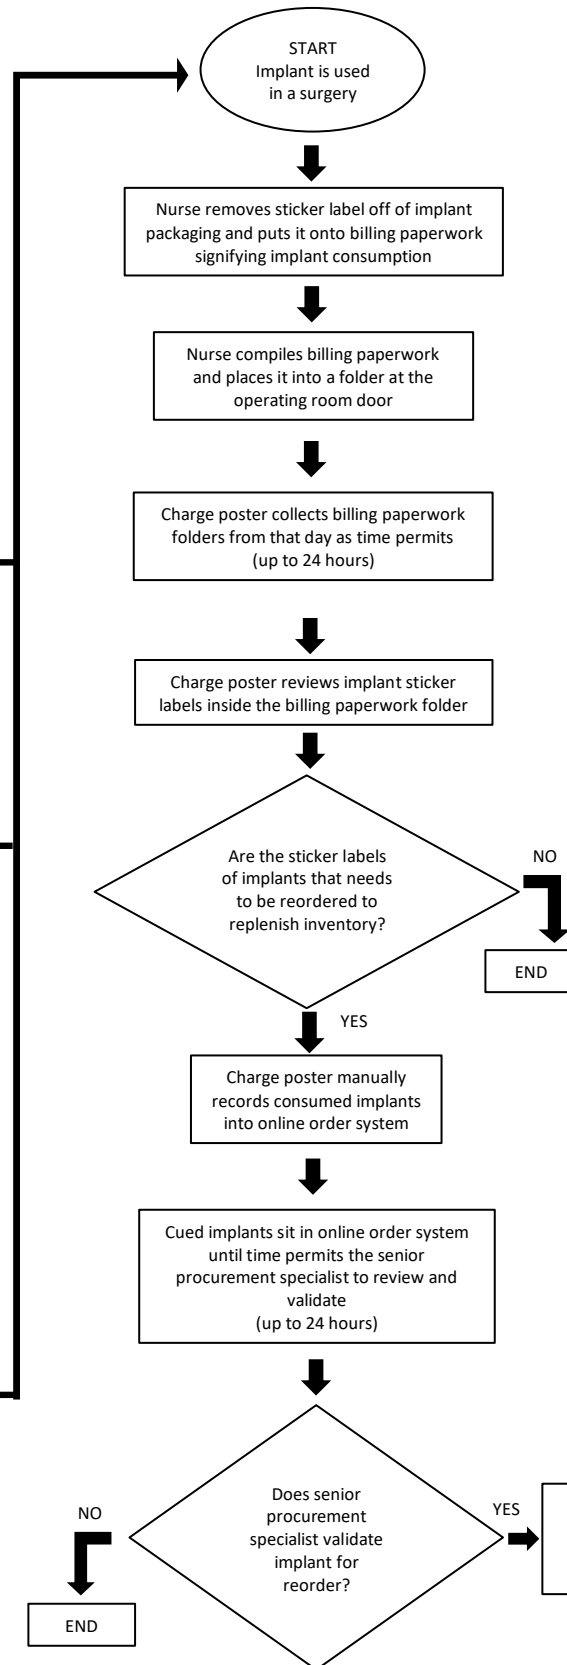 START
Implant is used
in a surgery
Nurse removes sticker label off of implant
packaging and puts it onto billing paperwork
signifying implant consumption
Nurse compiles billing paperwork
and places it into a folder at the
operating room door
Charge poster collects billing paperwork
folders from that day as time permits
(up to 24 hours)
Charge poster reviews implant sticker
labels inside the billing paperwork folder
Are the sticker labels
of implants that needs
to be reordered to
replenish inventory?
NO
END
YES
Charge poster manually
records consumed implants
into online order system
Cued implants sit in online order system
until time permits the senior
procurement specialist to review and
validate
(up to 24 hours)
Does senior
procurement
specialist validate
implant for
reorder?
NO
YES
END